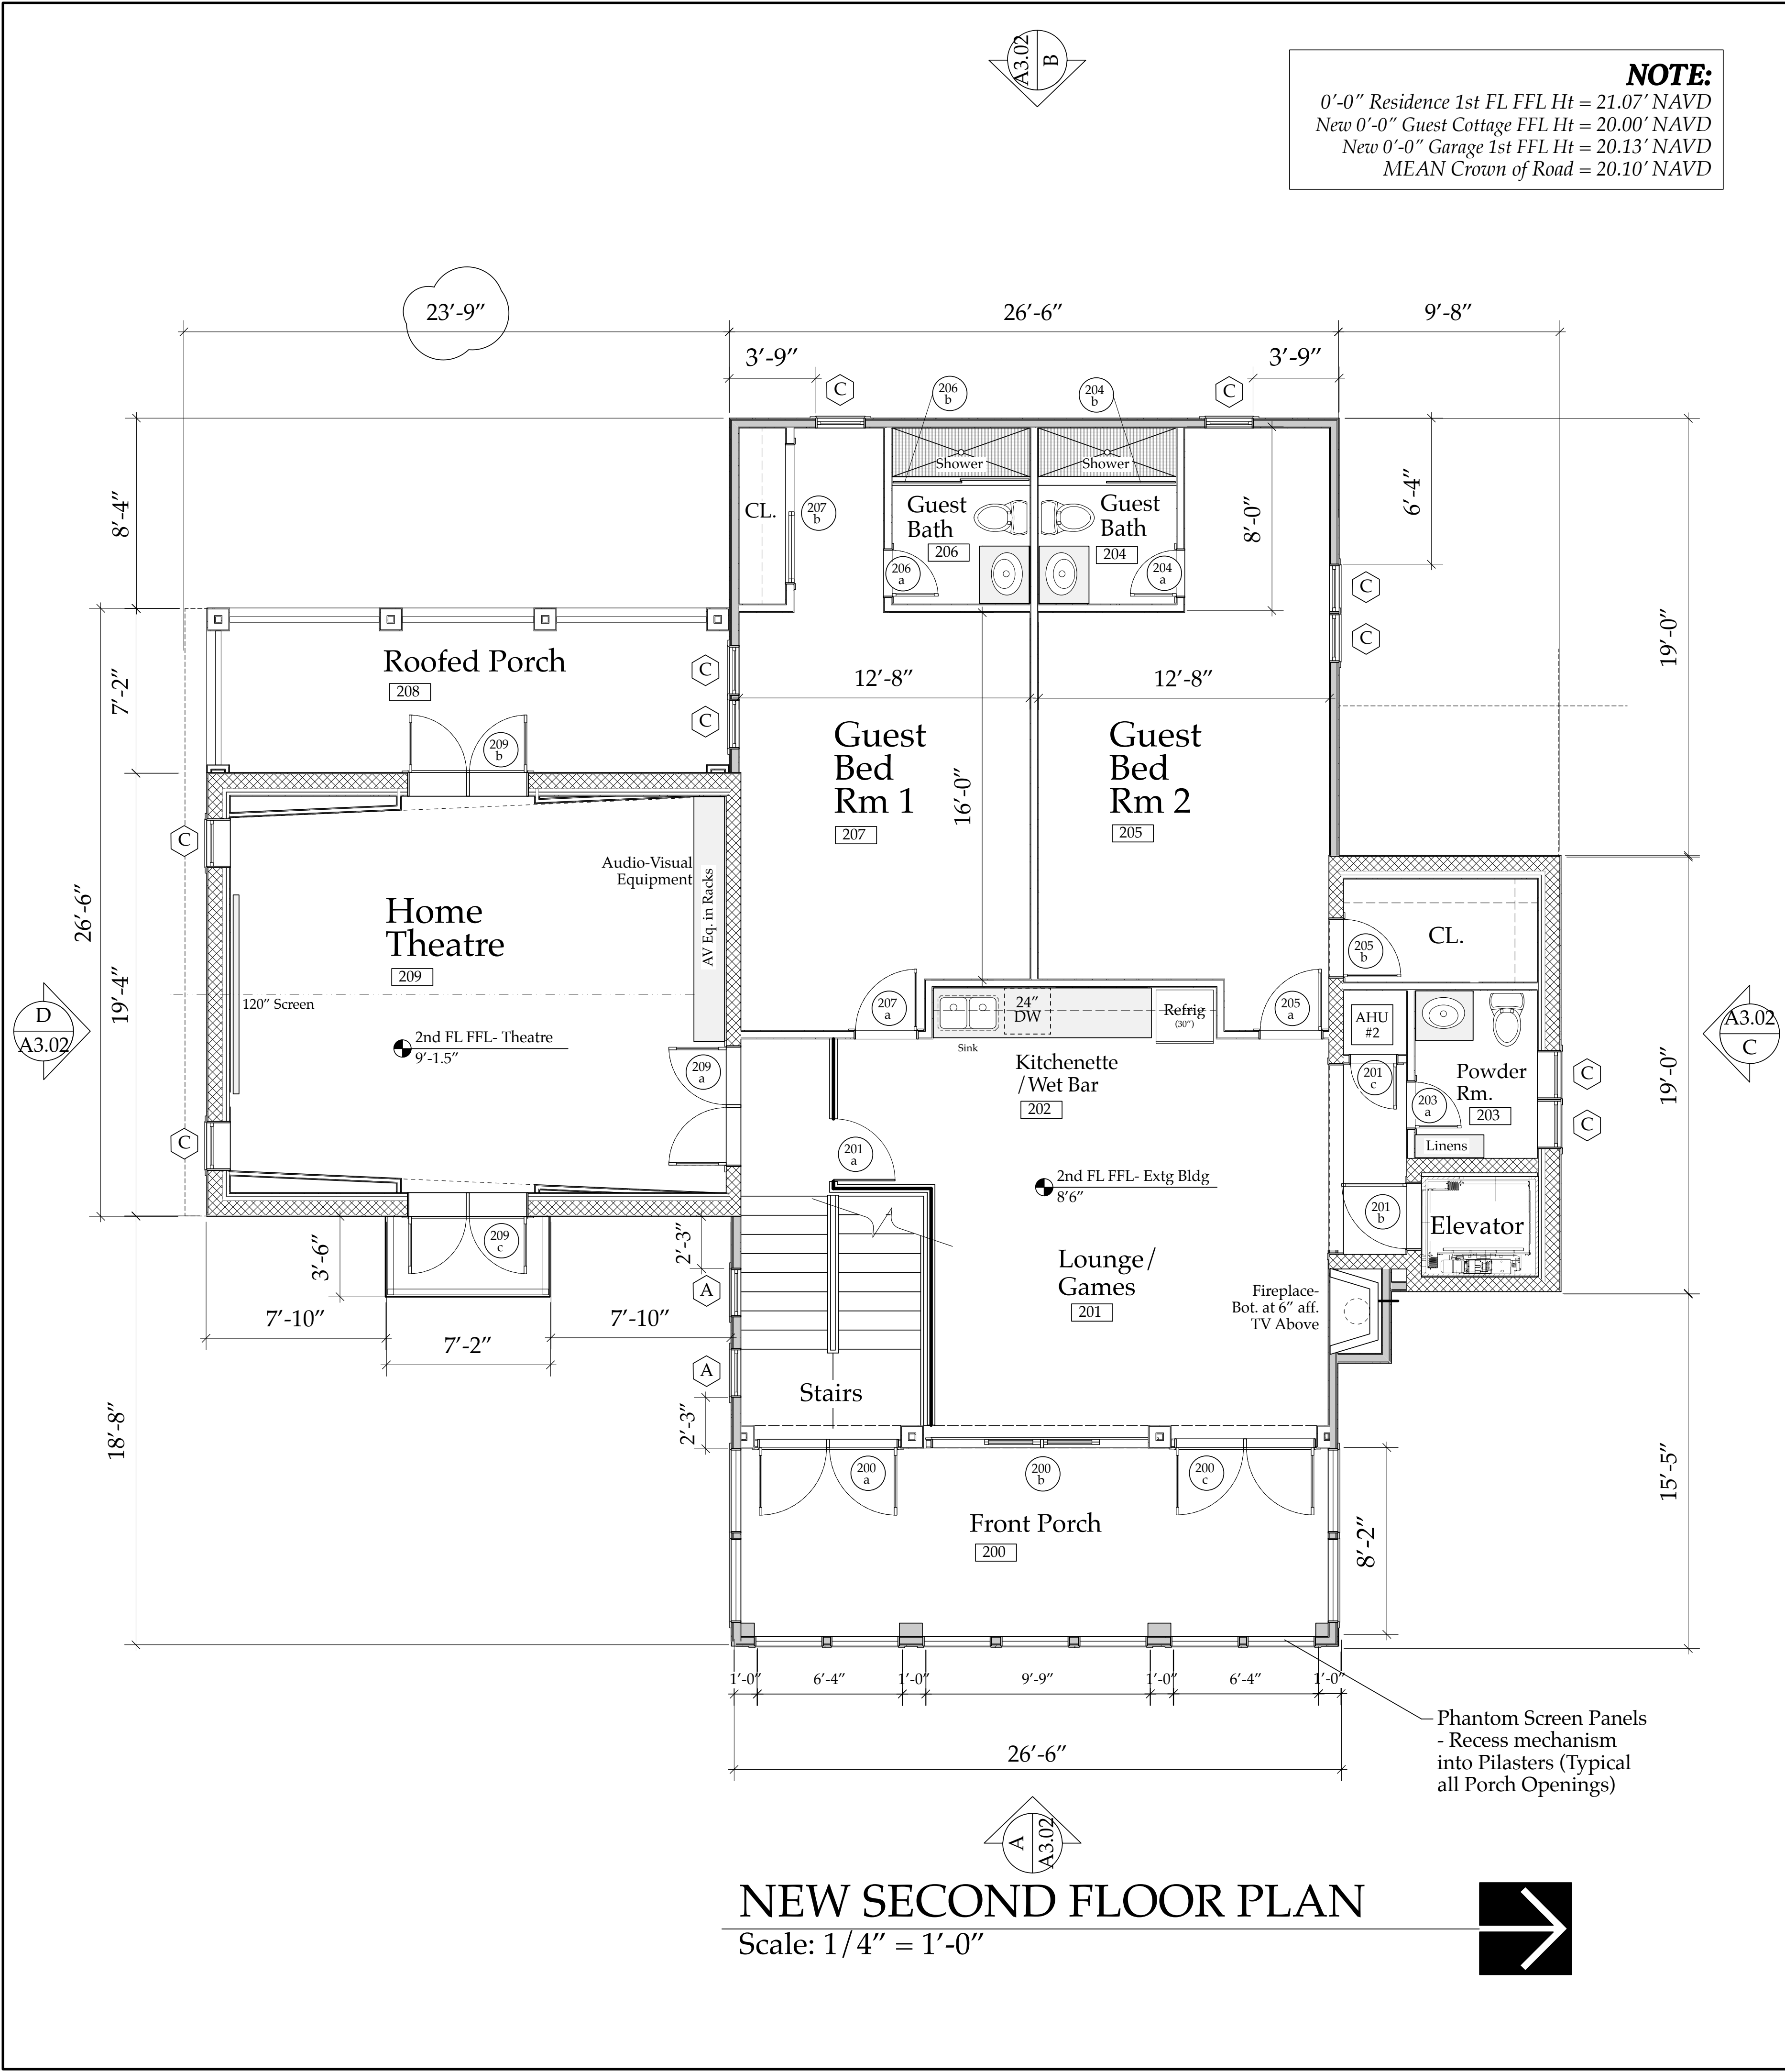 A3.02
B
NOTE:
0'-0" Residence 1st FL FFL Ht = 21.07' NAVD
New 0'-0" Guest Cottage FFL Ht = 20.00' NAVD
New 0'-0" Garage 1st FFL Ht = 20.13' NAVD
MEAN Crown of Road = 20.10' NAVD
23'-9"
26'-6"
9'-8"
3'-9"
3'-9"
C
206
b
204
b
C
Shower
Shower
8'-4"
CL.
207
b
Guest
Bath
206
Guest
Bath
204
8'-0"
6'-4"
206
a
204
a
C
C
19'-0"
Roofed Porch
208
7'-2"
C
C
209
b
12'-8"
12'-8"
Guest
Bed
Rm 1
207
16'-0"
Guest
Bed
Rm 2
205
C
Audio-Visual
Equipment
AV Eq. in Racks
26'-6"
Home
Theatre
209
19'-4"
120" Screen
2nd FL FFL- Theatre
9'-1.5"
D
A3.02
CL.
205
b
207
a
24"
DW
Refrig
(30")
205
a
Sink
AHU
#2
A3.02
C
209
a
Kitchenette
/Wet Bar
202
201
c
Powder
Rm.
203
203
a
Linens
C
C
19'-0"
C
201
a
2nd FL FFL- Extg Bldg
8'6"
201
b
Elevator
209
c
3'-6"
2'-3"
Lounge/
Games
201
A
Fireplace-
Bot. at 6" aff.
TV Above
7'-10"
7'-2"
7'-10"
A
Stairs
18'-8"
2'-3"
200
a
200
b
200
c
15'-5"
Front Porch
200
8'-2"
1'-0"
6'-4"
1'-0"
9'-9"
1'-0"
6'-4"
1'-0"
Phantom Screen Panels
- Recess mechanism
into Pilasters (Typical
all Porch Openings)
26'-6"
A
A3.02
NEW SECOND FLOOR PLAN
Scale: 1/4" = 1'-0"